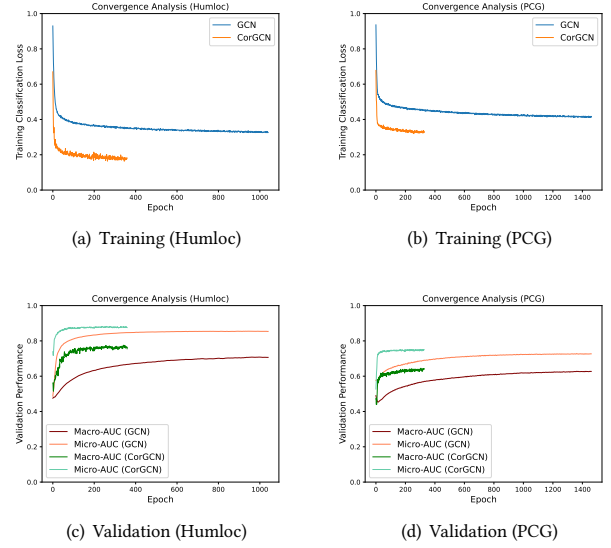 Convergence Analysis (Humloc)
1.0
0.8
0.6
0.4
0.2
0.0
Training Classification Loss
GCN
CorGCN
0 200 400 600 800 1000
Epoch
(a) Training (Humloc)
Convergence Analysis (PCG)
1.0
0.8
0.6
0.4
0.2
0.0
Training Classification Loss
GCN
CorGCN
0 200 400 600 800 1000 1200 1400
Epoch
(b) Training (PCG)
Convergence Analysis (Humloc)
1.0
0.8
0.6
0.4
0.2
0.0
Validation Performance
Macro-AUC (GCN)
Micro-AUC (GCN)
Macro-AUC (CorGCN)
Micro-AUC (CorGCN)
0 200 400 600 800 1000
Epoch
(c) Validation (Humloc)
Convergence Analysis (PCG)
1.0
0.8
0.6
0.4
0.2
0.0
Validation Performance
Macro-AUC (GCN)
Micro-AUC (GCN)
Macro-AUC (CorGCN)
Micro-AUC (CorGCN)
0 200 400 600 800 1000 1200 1400
Epoch
(d) Validation (PCG)